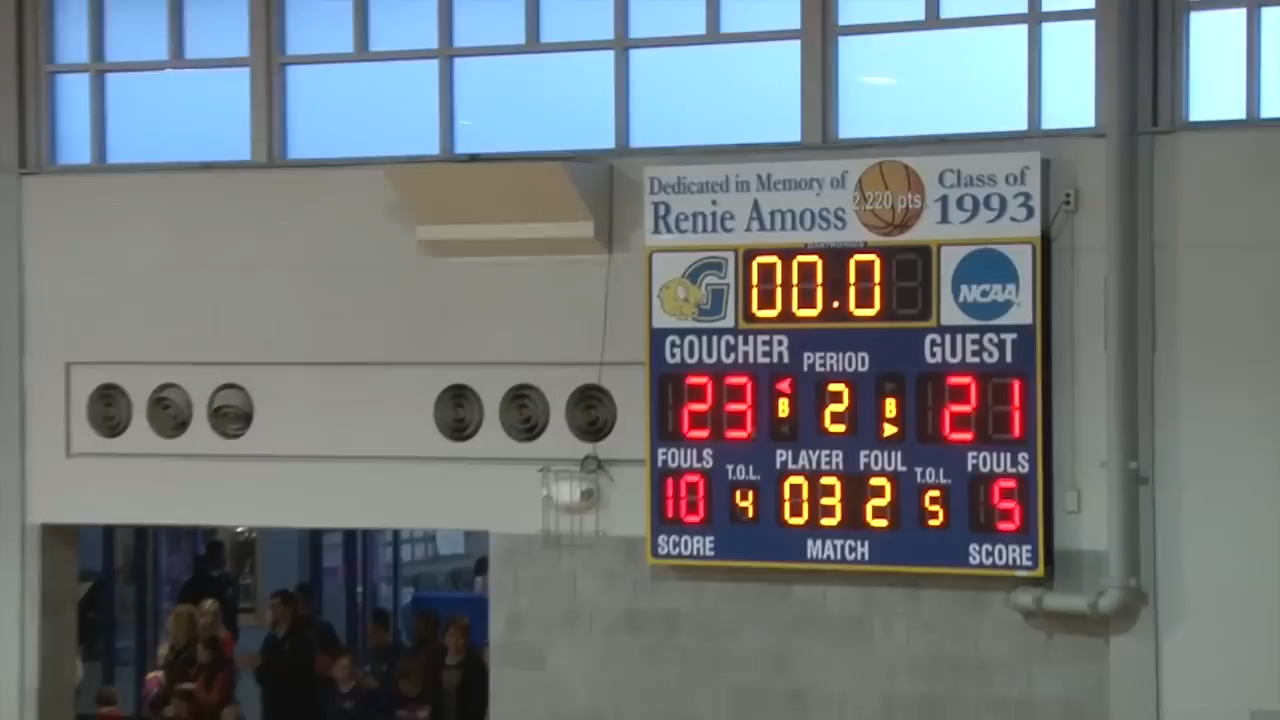 Dedicated in Memory of
Renie Amoss
2,220 pts.
Class of
1993
DAKTRONICS
G
00.0
NCAA
GOUCHER
PERIOD
GUEST
23
B
2
B
21
FOULS
T.O.L.
PLAYER
FOUL
T.O.L.
FOULS
10
4
03
2
5
5
SCORE
MATCH
SCORE